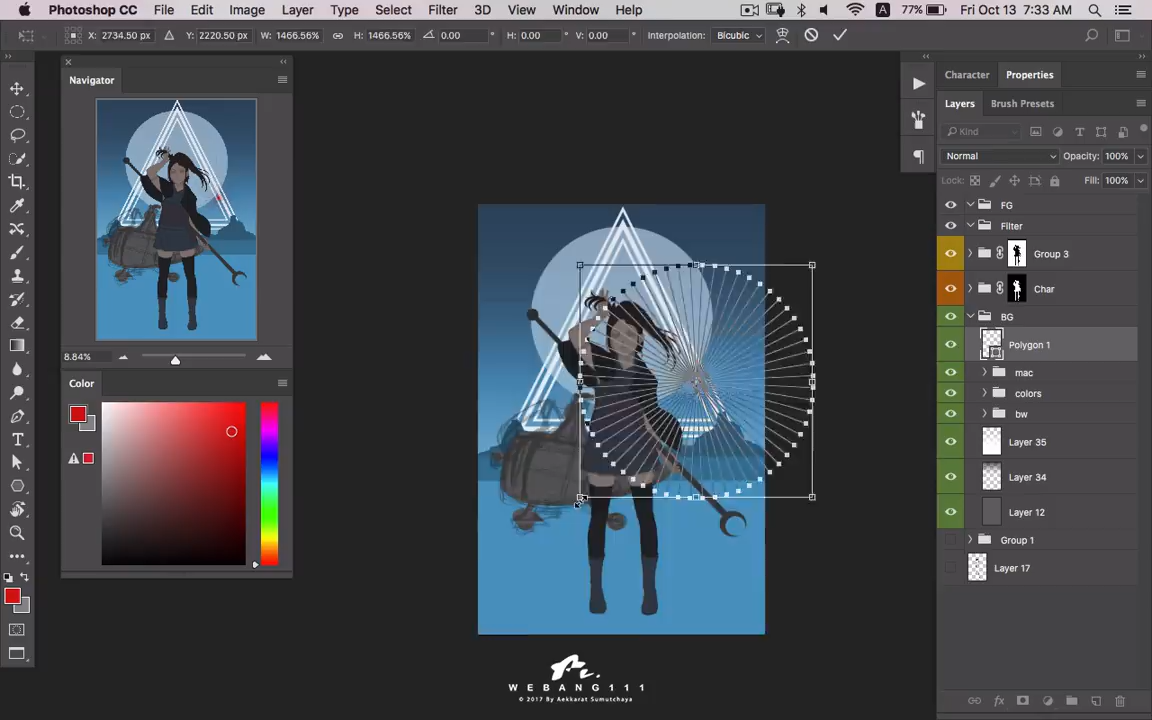 Photoshop CC File Edit Image Layer Type Select Filter 3D View Window Help A 77% Fri Oct 13 7:33 AM
X: 2734.50 px Y: 2220.50 px W: 1466.56% H: 1466.56% 0.00 H: 0.00 V: 0.00 Interpolation: Bicubic
Navigator
8.84%
Color
Character Properties
Layers Brush Presets
Kind
Normal Opacity: 100%
Lock: Fill: 100%
FG
Filter
Group 3
Char
BG
Polygon 1
mac
colors
bw
Layer 35
Layer 34
Layer 12
Group 1
Layer 17
WEBANG111
© 2017 By Aekkarat Sumutchaya